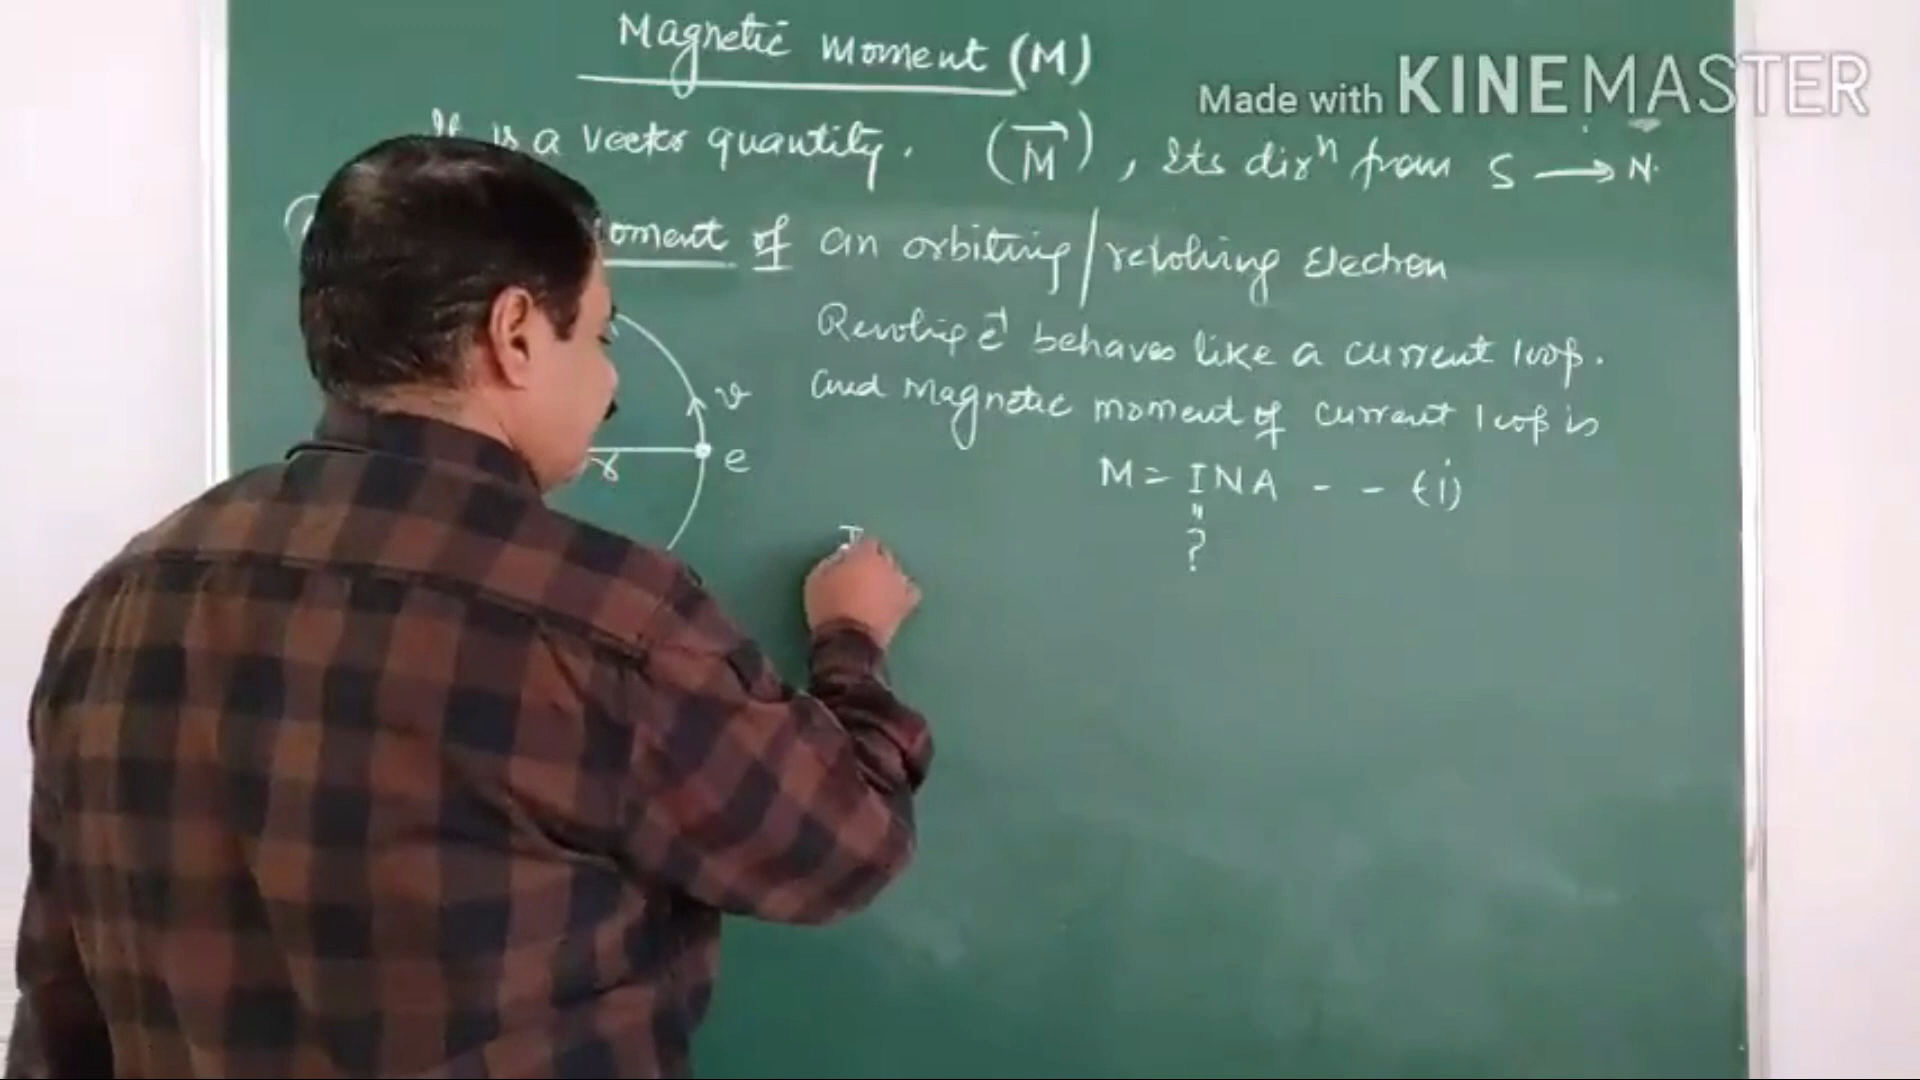 Magnetic Moment (M)
Made with KINEMASTER
It is a vector quantity. (M⃗), Its dirⁿ from S ⟶ N.
oment of an orbiting/revolving Electron
Revolving e⁻ behaves like a current loop.
v
and Magnetic moment of current loop is
r e
M = INA - - (i)
"
?
I